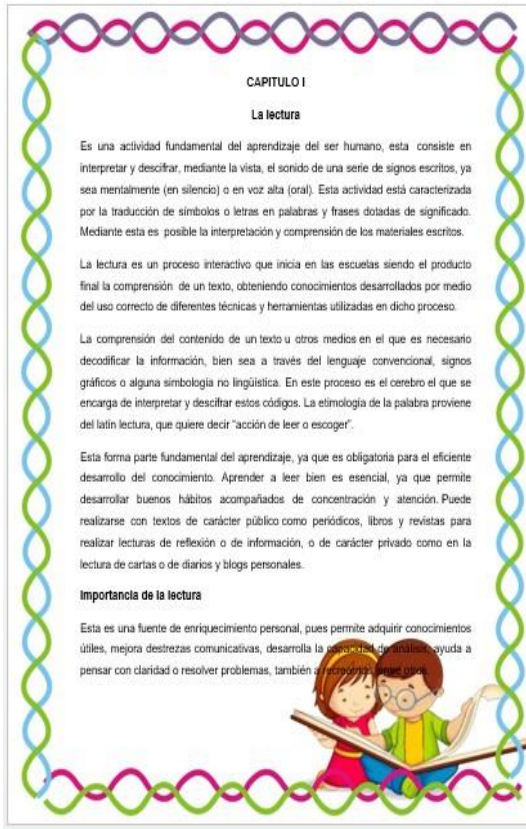 CAPITULO I
La lectura
Es una actividad fundamental del aprendizaje del ser humano, esta consiste en
interpretar y descifrar, mediante la vista, el sonido de una serie de signos escritos, ya
sea mentalmente (en silencio) o en voz alta (oral). Esta actividad está caracterizada
por la traducción de símbolos o letras en palabras y frases dotadas de significado.
Mediante esta es posible la interpretación y comprensión de los materiales escritos.
La lectura es un proceso interactivo que inicia en las escuelas siendo el producto
final la comprensión de un texto, obteniendo conocimientos desarrollados por medio
del uso correcto de diferentes técnicas y herramientas utilizadas en dicho proceso.
La comprensión del contenido de un texto u otros medios en el que es necesario
decodificar la información, bien sea a través del lenguaje convencional, signos
gráficos o alguna simbología no lingüística. En este proceso es el cerebro el que se
encarga de interpretar y descifrar estos códigos. La etimología de la palabra proviene
del latín lectura, que quiere decir "acción de leer o escoger".
Esta forma parte fundamental del aprendizaje, ya que es obligatoria para el eficiente
desarrollo del conocimiento. Aprender a leer bien es esencial, ya que permite
desarrollar buenos hábitos acompañados de concentración y atención. Puede
realizarse con textos de carácter público como periódicos, libros y revistas para
realizar lecturas de reflexión o de información, o de carácter privado como en la
lectura de cartas o de diarios y blogs personales.
Importancia de la lectura
Esta es una fuente de enriquecimiento personal, pues permite adquirir conocimientos
útiles, mejora destrezas comunicativas, desarrolla la capacidad de análisis, ayuda a
pensar con claridad o resolver problemas, también a